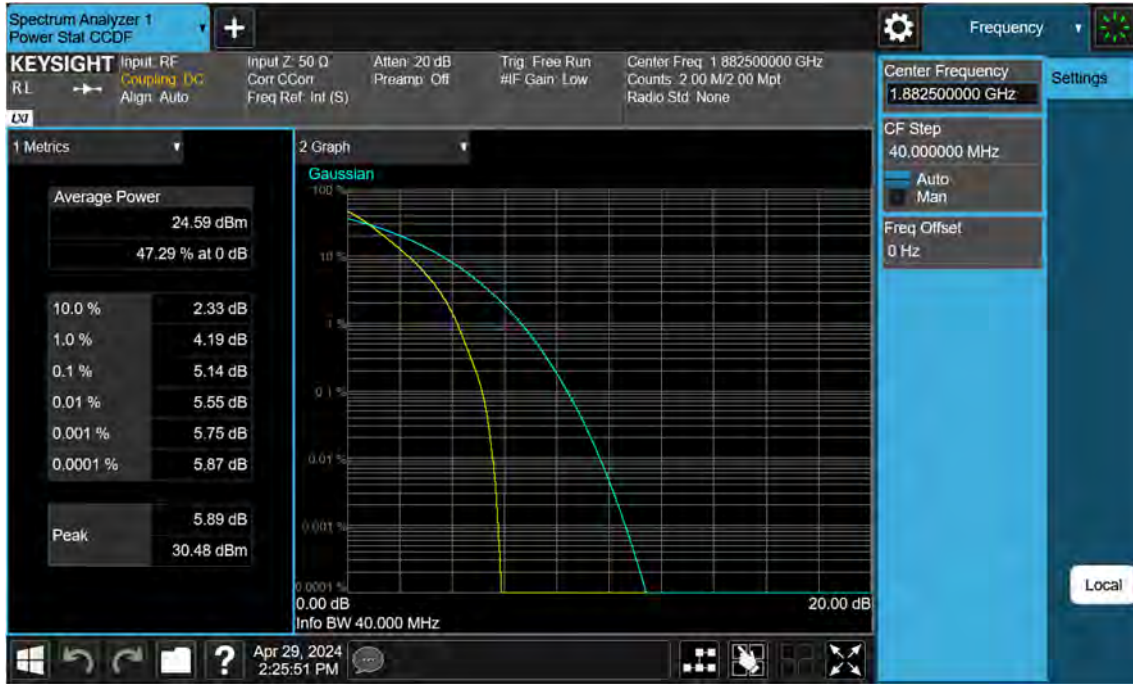 Spectrum Analyzer 1
Power Stat CCDF
+
Frequency
KEYSIGHT
RL
LXI
Input: RF
Coupling: DC
Align: Auto
Input Z: 50 Ω
Corr CCorr
Freq Ref: Int (S)
Atten: 20 dB
Preamp: Off
Trig: Free Run
#IF Gain: Low
Center Freq: 1.882500000 GHz
Counts: 2.00 M/2.00 Mpt
Radio Std: None
Center Frequency
1.882500000 GHz
Settings
CF Step
40.000000 MHz
Auto
Man
Freq Offset
0 Hz
Local
1 Metrics
Average Power
24.59 dBm
47.29 % at 0 dB
10.0 % 2.33 dB
1.0 % 4.19 dB
0.1 % 5.14 dB
0.01 % 5.55 dB
0.001 % 5.75 dB
0.0001 % 5.87 dB
Peak
5.89 dB
30.48 dBm
2 Graph
Gaussian
100 %
10 %
1 %
0.1 %
0.01 %
0.001 %
0.0001 %
0.00 dB 20.00 dB
Info BW 40.000 MHz
?
Apr 29, 2024
2:25:51 PM